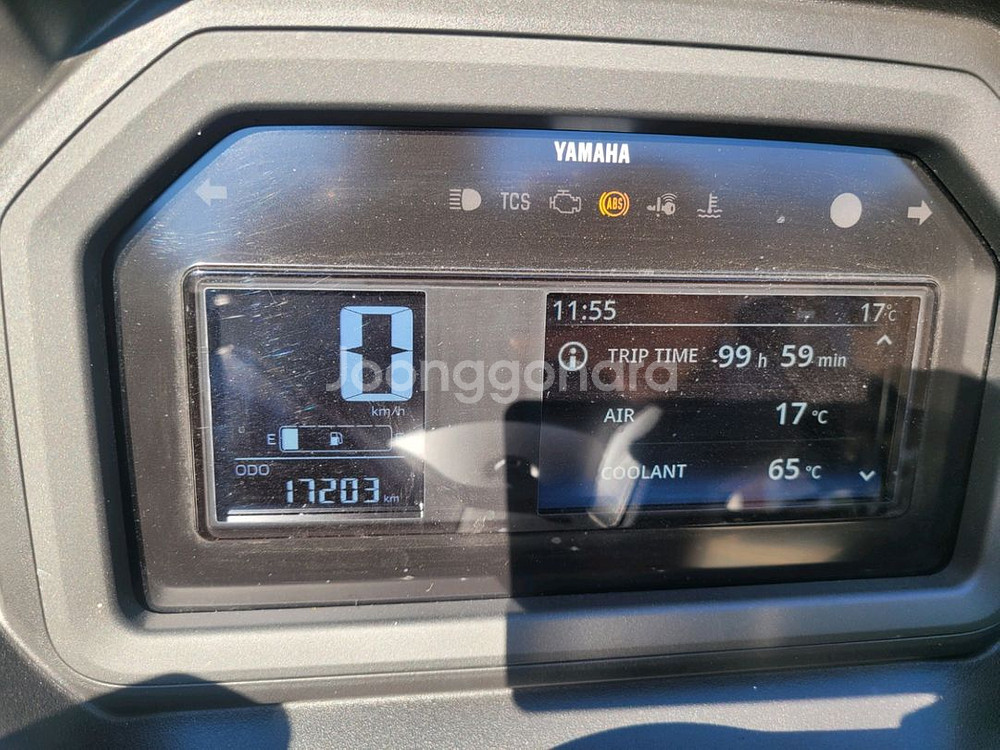 YAMAHA
TCS ABS
0
km/h
E
ODO
17203 km
11:55 17°C
TRIP TIME 99 h 59 min
AIR 17 °C
COOLANT 65 °C
Joonggonara